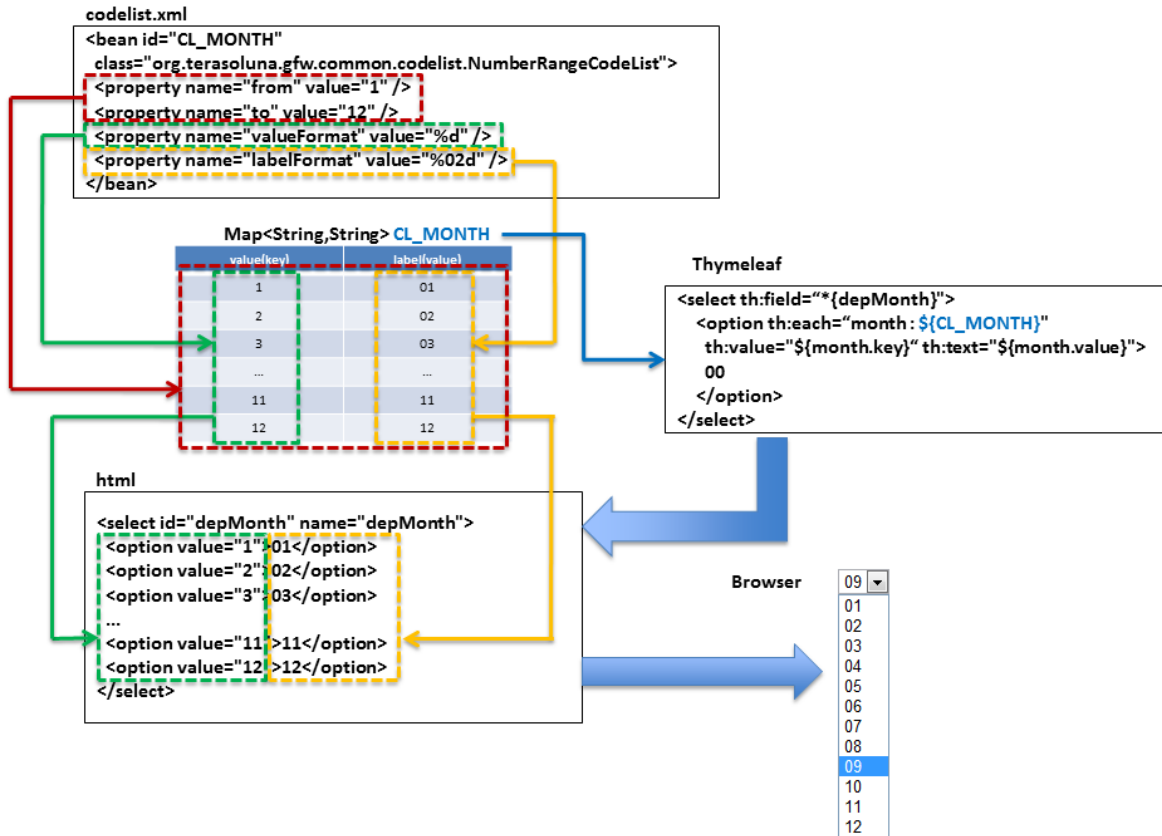 codelist.xml
<bean id="CL_MONTH"
class="org.terasoluna.gfw.common.codelist.NumberRangeCodeList">
<property name="from" value="1" />
<property name="to" value="12" />
<property name="valueFormat" value="%d" />
<property name="labelFormat" value="%02d" />
</bean>
Map<String,String> CL_MONTH
value(key) label(value)
1 01
2 02
3 03
... ...
11 11
12 12
Thymeleaf
<select th:field=“*{depMonth}">
<option th:each=“month : ${CL_MONTH}"
th:value="${month.key}“ th:text="${month.value}">
00
</option>
</select>
html
<select id="depMonth" name="depMonth">
<option value="1">01</option>
<option value="2">02</option>
<option value="3">03</option>
...
<option value="11">11</option>
<option value="12">12</option>
</select>
Browser
09
01
02
03
04
05
06
07
08
09
10
11
12